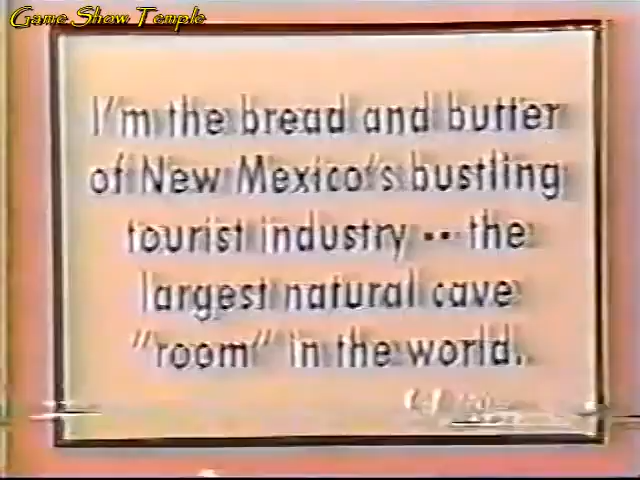 Game Show Temple
I'm the bread and butter
of New Mexico's bustling
tourist industry -- the
largest natural cave
"room" in the world.